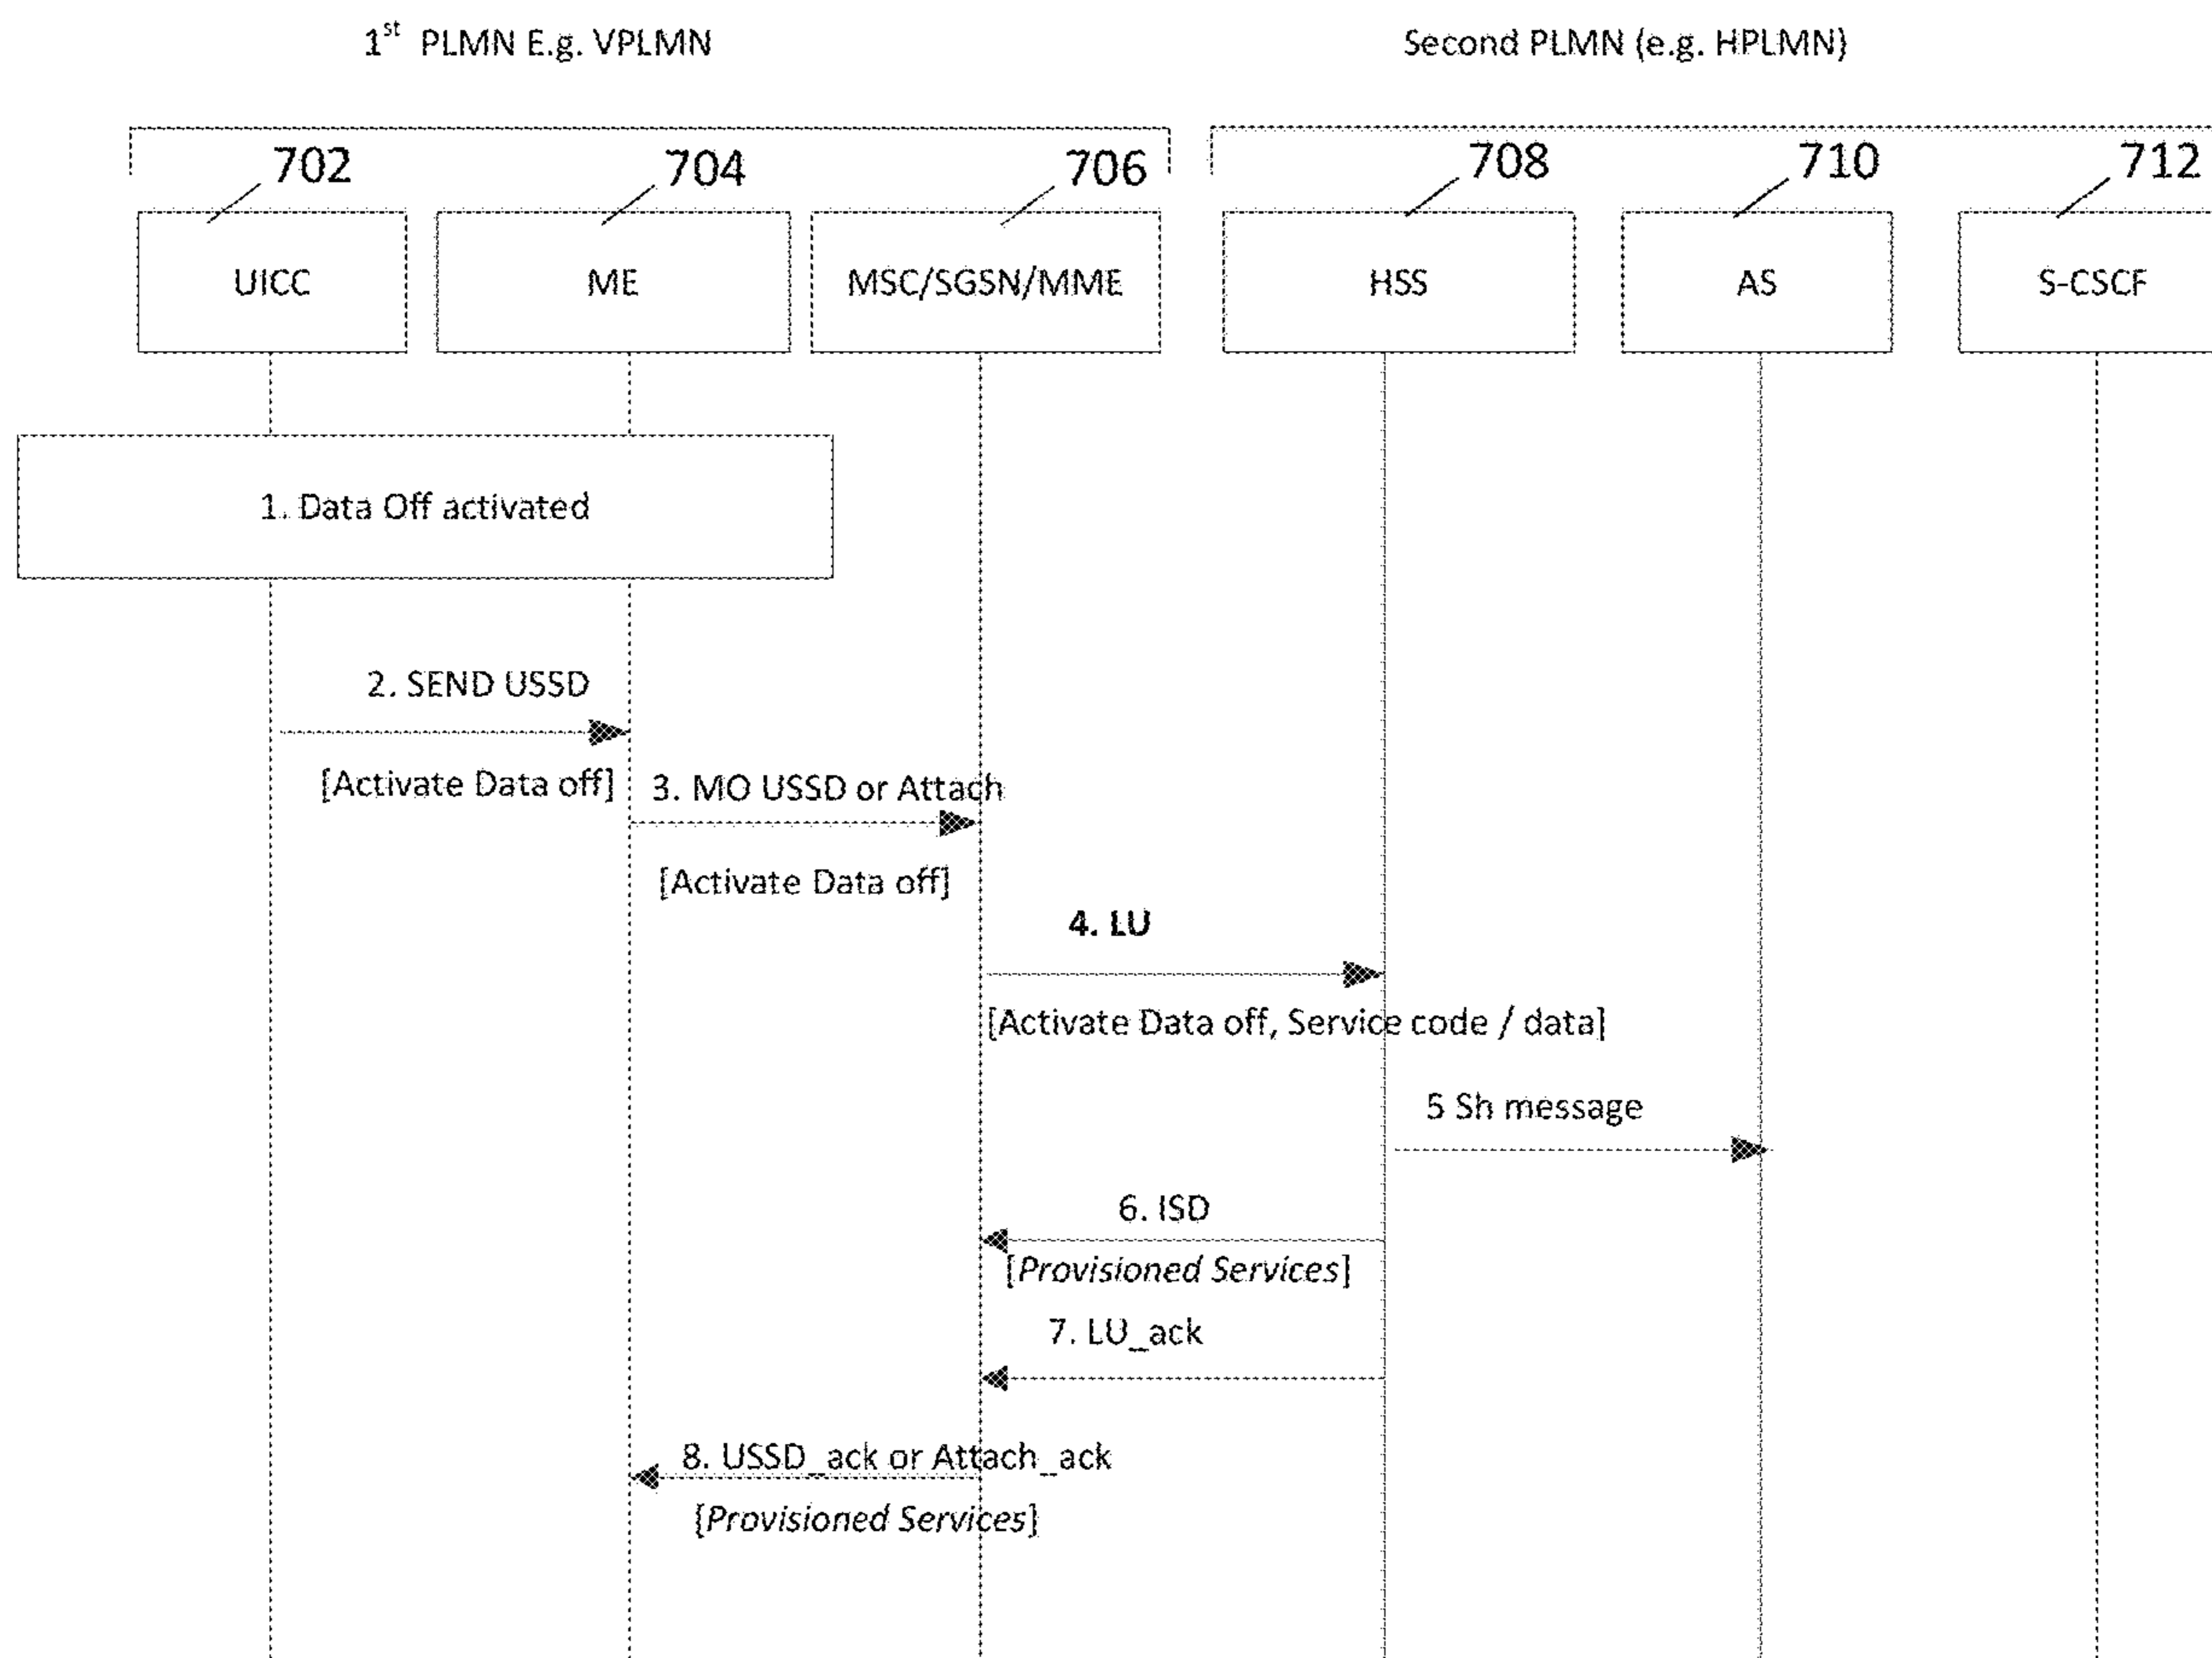 1st PLMN E.g. VPLMN
Second PLMN (e.g. HPLMN)
702
704
706
708
710
712
UICC
ME
MSC/SGSN/MME
HSS
AS
S-CSCF
1. Data Off activated
2. SEND USSD
[Activate Data off]
3. MO USSD or Attach
[Activate Data off]
4. LU
[Activate Data off, Service code / data]
5 Sh message
6. ISD
[Provisioned Services]
7. LU_ack
8. USSD_ack or Attach_ack
[Provisioned Services]